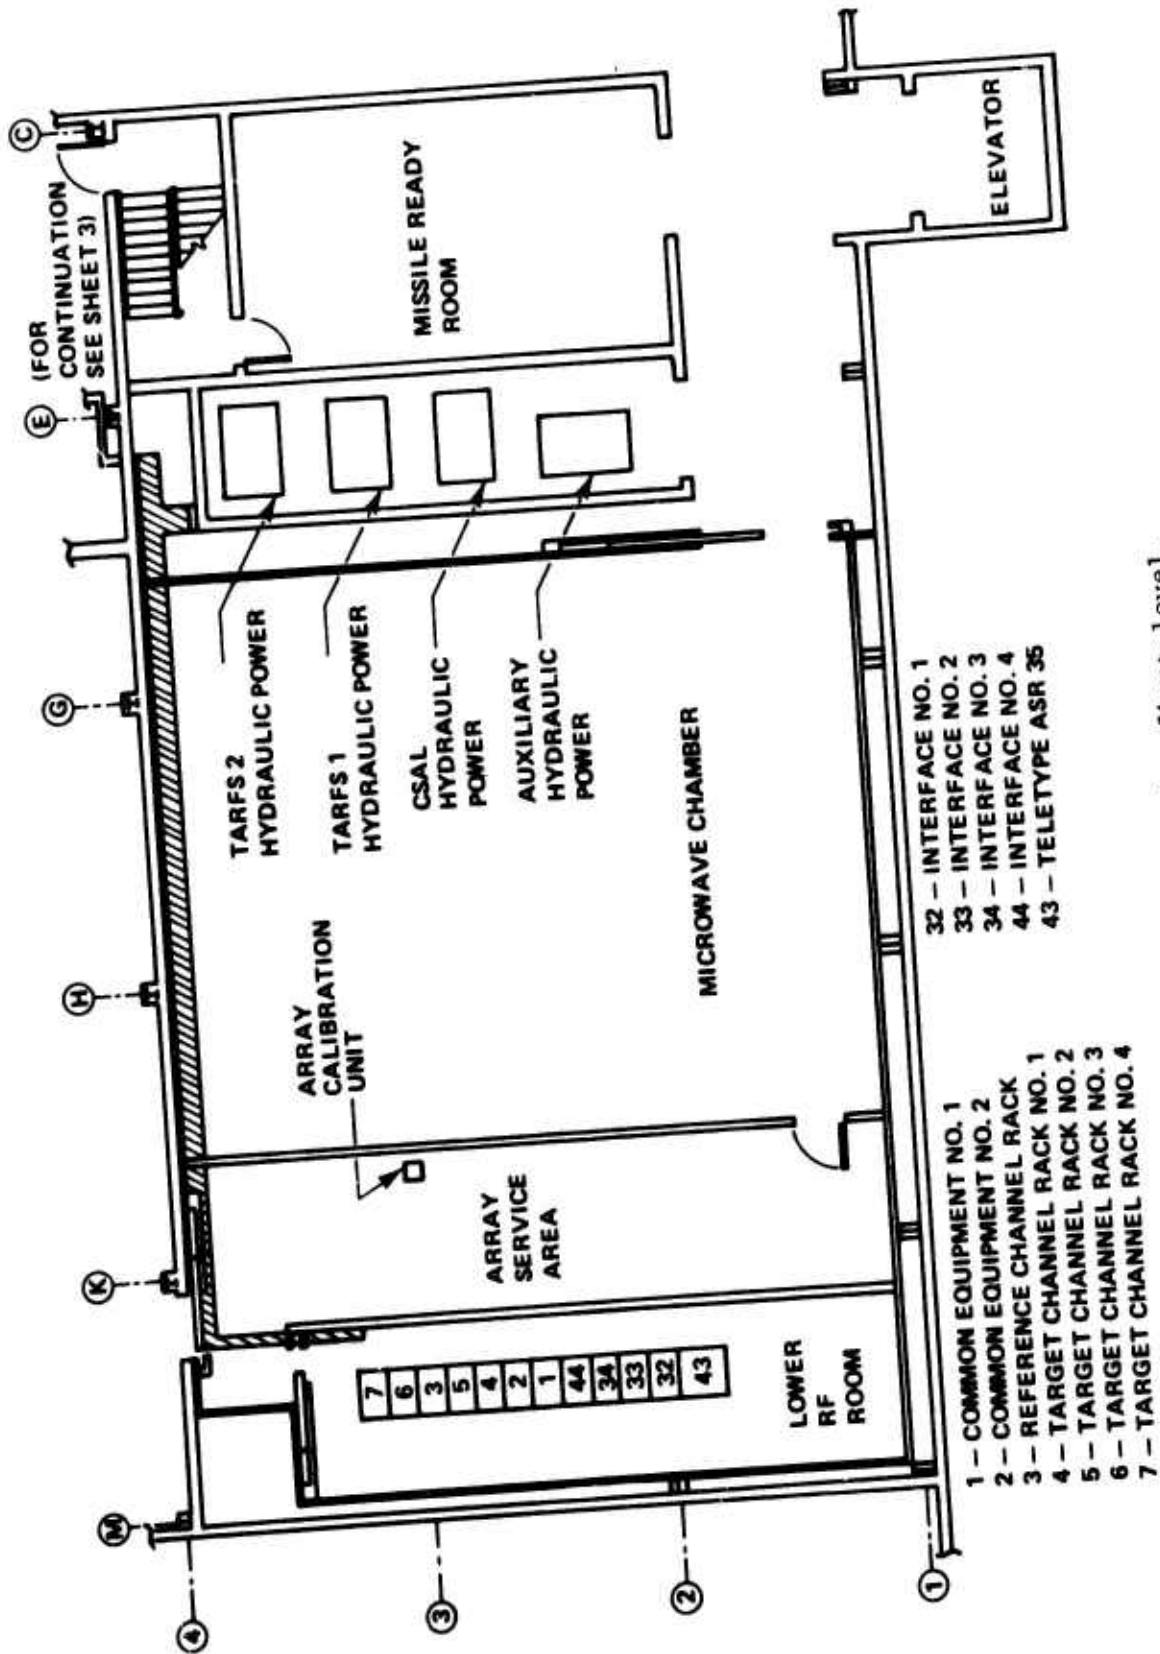 C
(FOR
CONTINUATION
SEE SHEET 3)
E
G
H
K
M
4
3
2
1
MISSILE READY
ROOM
ELEVATOR
TARFS 2
HYDRAULIC POWER
TARFS 1
HYDRAULIC POWER
CSAL
HYDRAULIC
POWER
AUXILIARY
HYDRAULIC
POWER
ARRAY
CALIBRATION
UNIT
MICROWAVE CHAMBER
ARRAY
SERVICE
AREA
7
6
3
5
4
2
1
44
34
33
32
43
LOWER
RF
ROOM
1 – COMMON EQUIPMENT NO. 1
2 – COMMON EQUIPMENT NO. 2
3 – REFERENCE CHANNEL RACK
4 – TARGET CHANNEL RACK NO. 1
5 – TARGET CHANNEL RACK NO. 2
6 – TARGET CHANNEL RACK NO. 3
7 – TARGET CHANNEL RACK NO. 4
32 – INTERFACE NO. 1
33 – INTERFACE NO. 2
34 – INTERFACE NO. 3
44 – INTERFACE NO. 4
43 – TELETYPE ASR 35
level